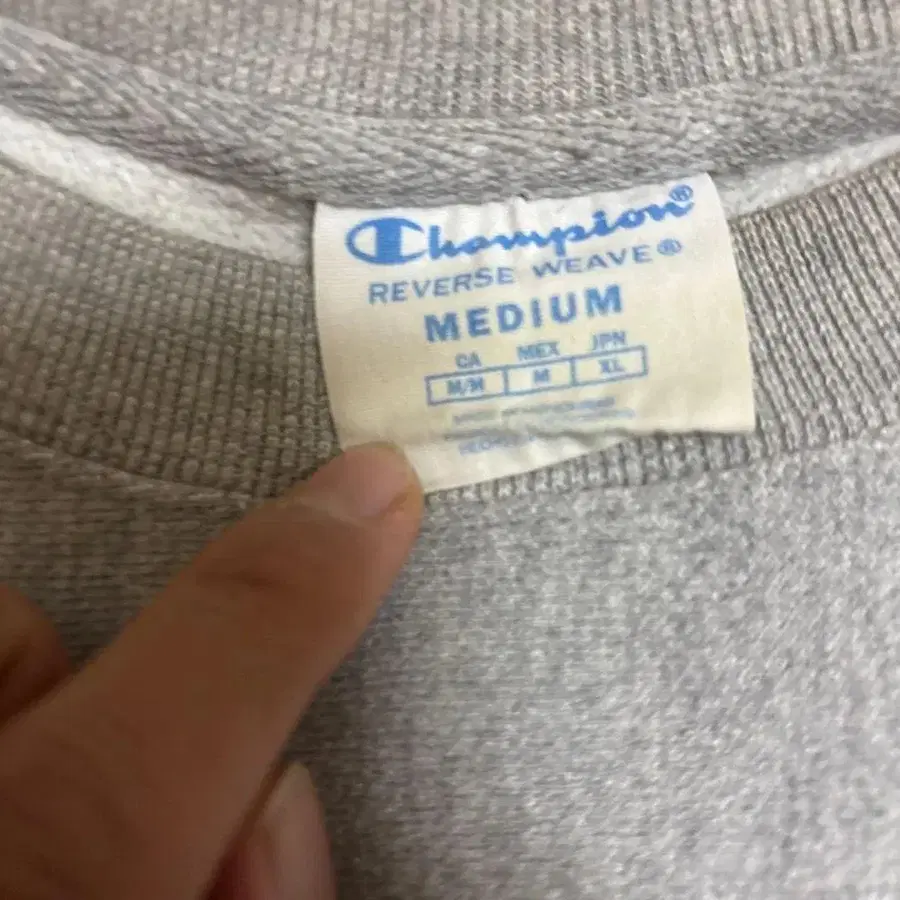 Champion®
REVERSE WEAVE®
MEDIUM
CA MEX JPN
M/M M XL